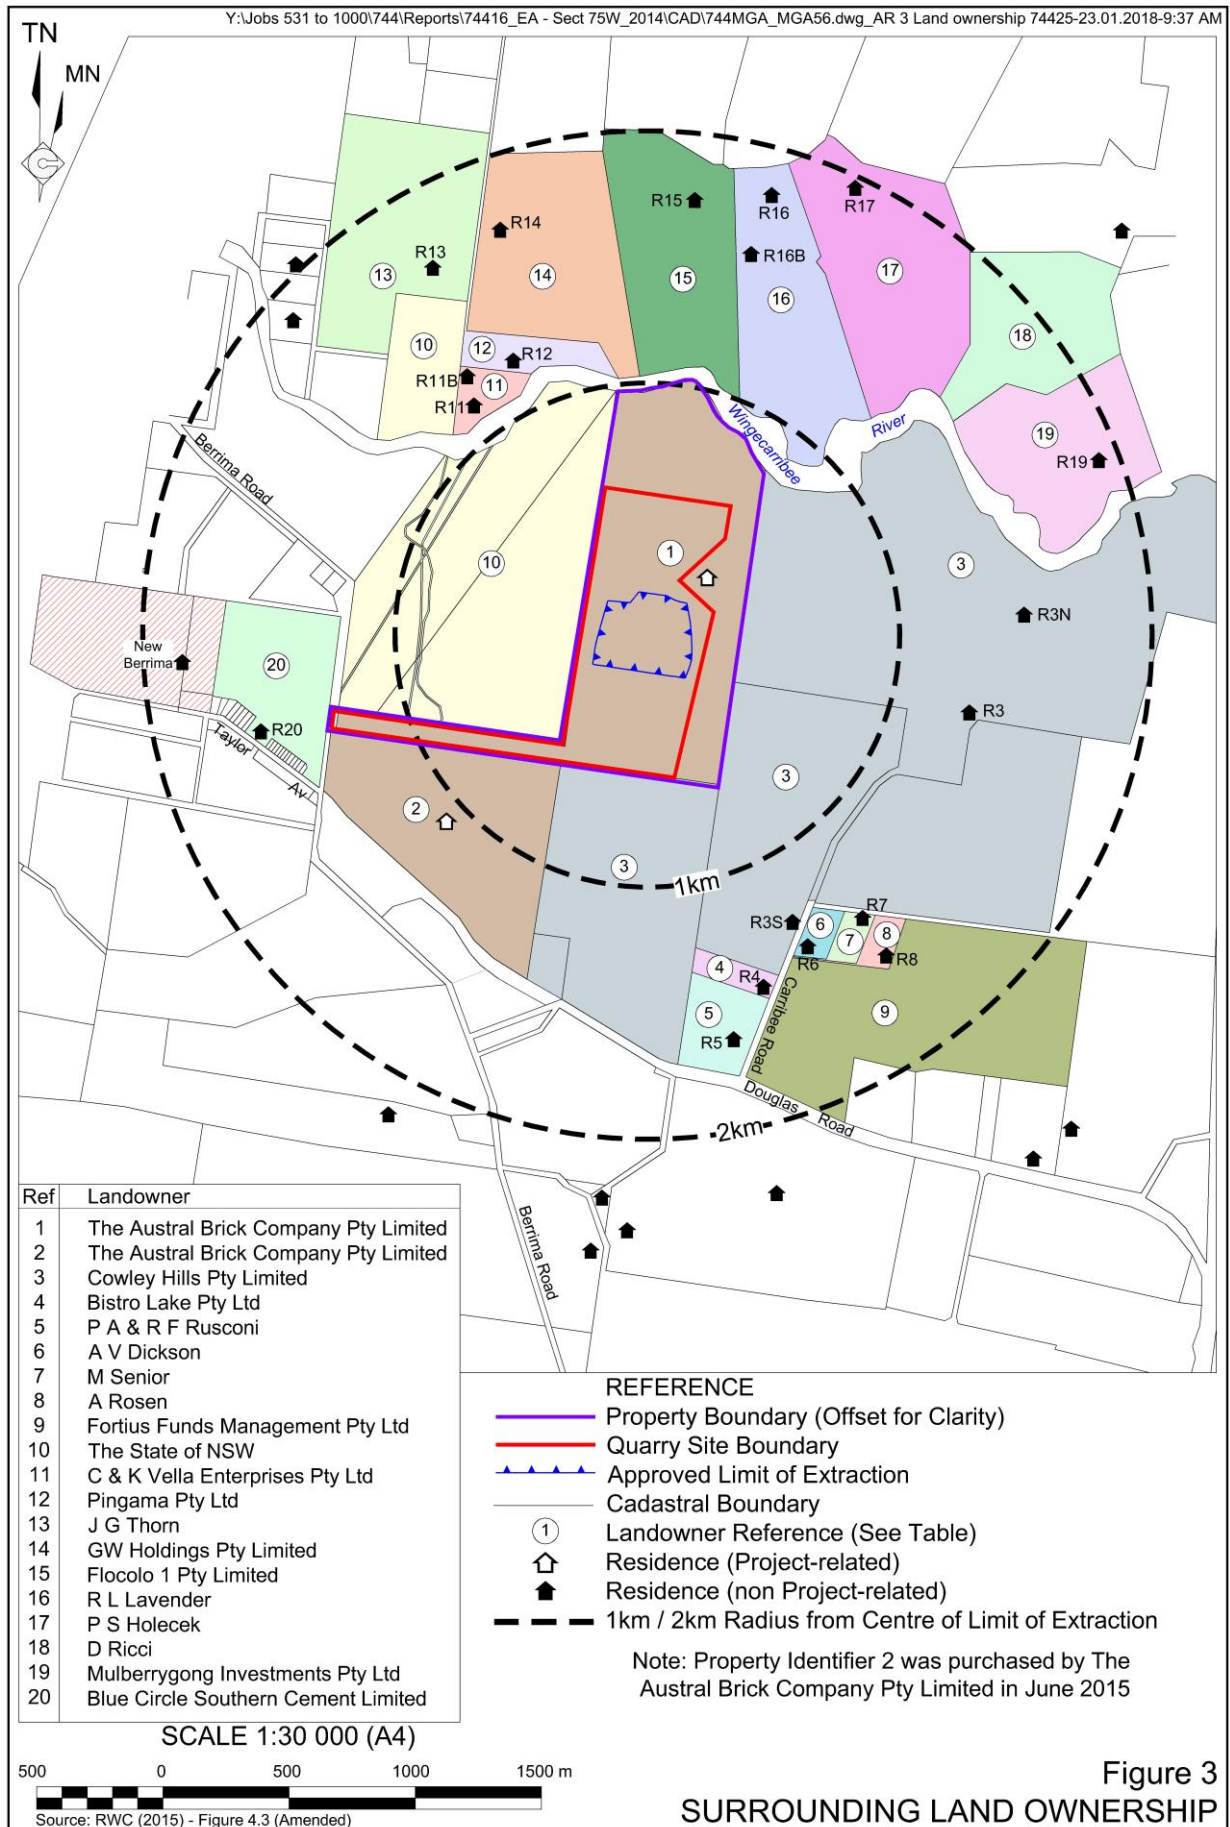 Y:\Jobs 531 to 1000\744\Reports\74416_EA - Sect 75W_2014\CAD\744MGA_MGA56.dwg_AR 3 Land ownership 74425-23.01.2018-9:37 AM
TN
MN
R15
R16
R17
R14
R16B
R13
13
14
15
16
17
18
10
12
R12
R11B
11
R11
Wingecarribee
River
19
R19
Berrima Road
1
10
3
R3N
New
Berrima
20
R20
Taylor
Av
R3
2
3
3
1km
R3S
6
R7
7
8
R6
R8
4
R4
5
R5
Carribee Road
9
Douglas
Road
2km
Berrima Road
Ref Landowner
1 The Austral Brick Company Pty Limited
2 The Austral Brick Company Pty Limited
3 Cowley Hills Pty Limited
4 Bistro Lake Pty Ltd
5 P A & R F Rusconi
6 A V Dickson
7 M Senior
8 A Rosen
9 Fortius Funds Management Pty Ltd
10 The State of NSW
11 C & K Vella Enterprises Pty Ltd
12 Pingama Pty Ltd
13 J G Thorn
14 GW Holdings Pty Limited
15 Flocolo 1 Pty Limited
16 R L Lavender
17 P S Holecek
18 D Ricci
19 Mulberrygong Investments Pty Ltd
20 Blue Circle Southern Cement Limited
REFERENCE
Property Boundary (Offset for Clarity)
Quarry Site Boundary
Approved Limit of Extraction
Cadastral Boundary
1 Landowner Reference (See Table)
Residence (Project-related)
Residence (non Project-related)
1km / 2km Radius from Centre of Limit of Extraction
Note: Property Identifier 2 was purchased by The
Austral Brick Company Pty Limited in June 2015
SCALE 1:30 000 (A4)
500 0 500 1000 1500 m
Source: RWC (2015) - Figure 4.3 (Amended)
Figure 3
SURROUNDING LAND OWNERSHIP